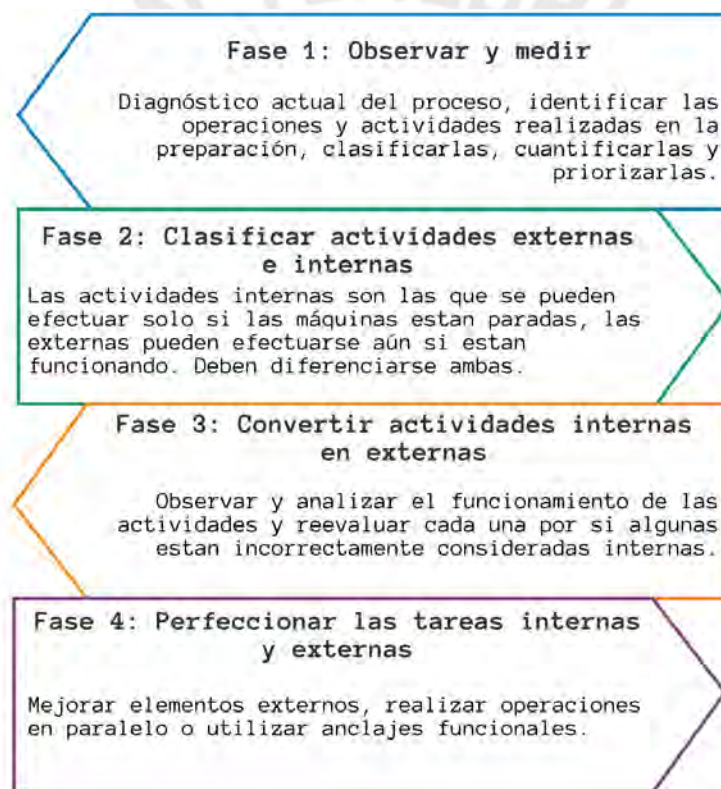 Fase 1: Observar y medir
Diagnóstico actual del proceso, identificar las
operaciones y actividades realizadas en la
preparación, clasificarlas, cuantificarlas y
priorizarlas.
Fase 2: Clasificar actividades externas
e internas
Las actividades internas son las que se pueden
efectuar solo si las máquinas estan paradas, las
externas pueden efectuarse aún si estan
funcionando. Deben diferenciarse ambas.
Fase 3: Convertir actividades internas
en externas
Observar y analizar el funcionamiento de las
actividades y reevaluar cada una por si algunas
estan incorrectamente consideradas internas.
Fase 4: Perfeccionar las tareas internas
y externas
Mejorar elementos externos, realizar operaciones
en paralelo o utilizar anclajes funcionales.